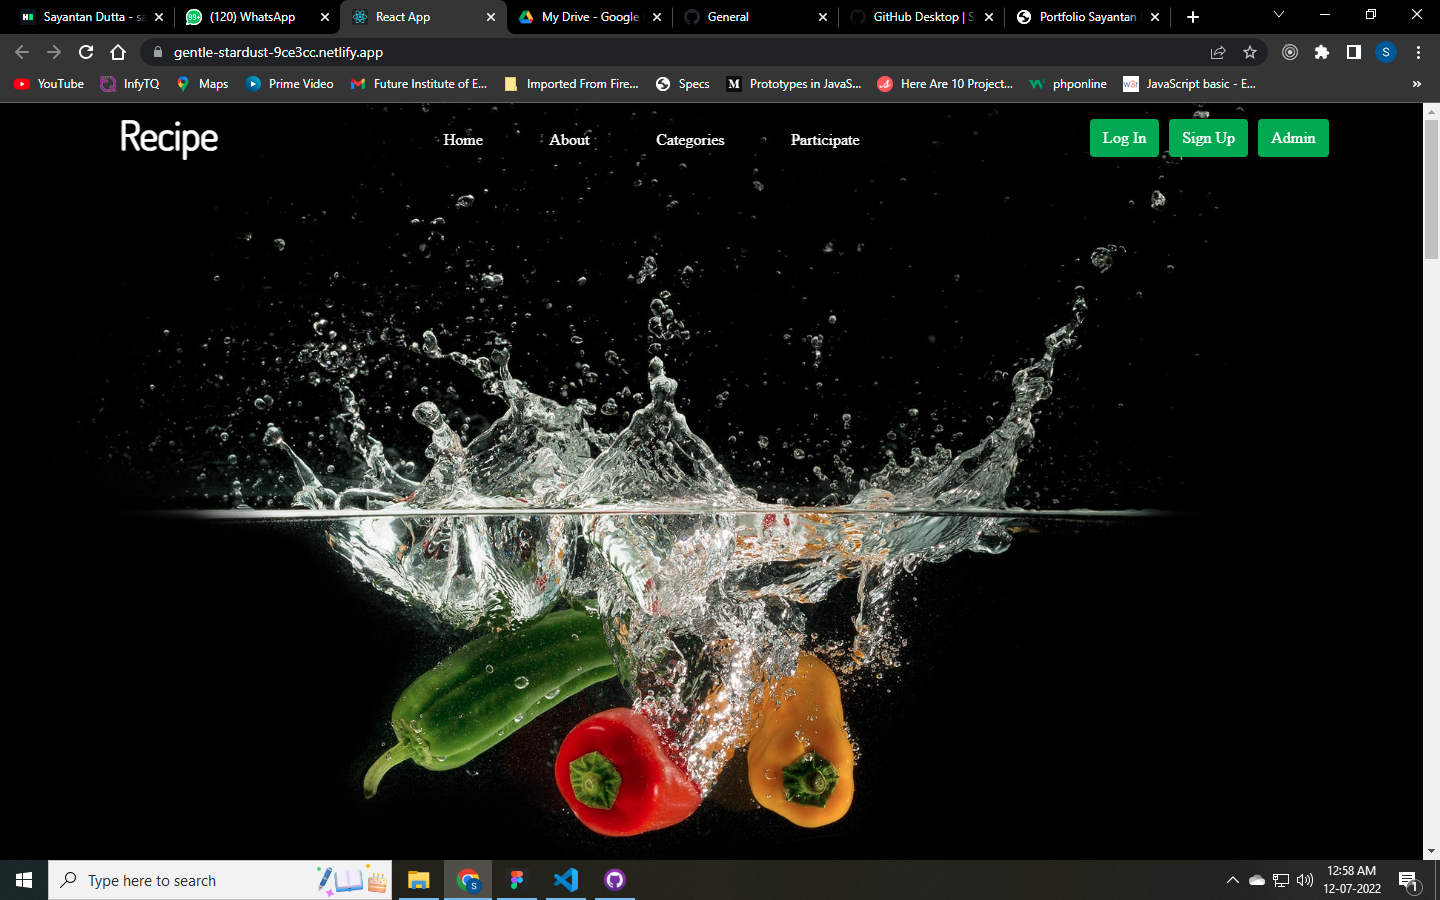 Sayantan Dutta - sa
(120) WhatsApp
React App
My Drive - Google
General
GitHub Desktop | S
Portfolio Sayantan
gentle-stardust-9ce3cc.netlify.app
S
YouTube
InfyTQ
Maps
Prime Video
Future Institute of E...
Imported From Fire...
Specs
M
Prototypes in JavaS...
Here Are 10 Project...
phponline
w3r
JavaScript basic - E...
»
Recipe
Home
About
Categories
Participate
Log In
Sign Up
Admin
Type here to search
12:58 AM
12-07-2022
1